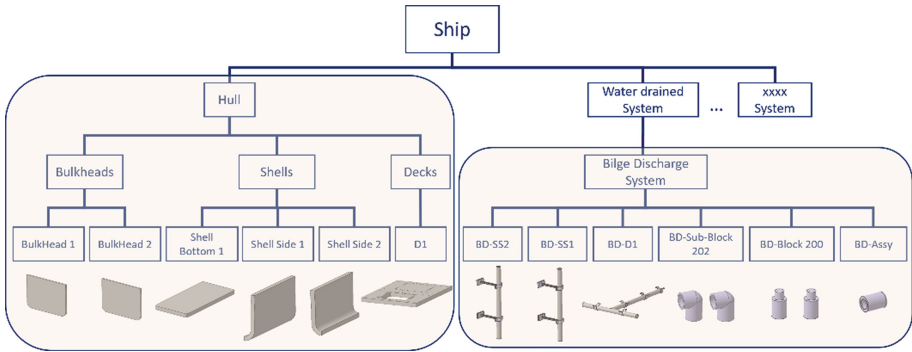 Ship
Hull
Water drained
System
...
xxxx
System
Bulkheads
Shells
Decks
Bilge Discharge
System
BulkHead 1
BulkHead 2
Shell
Bottom 1
Shell Side 1
Shell Side 2
D1
BD-SS2
BD-SS1
BD-D1
BD-Sub-Block
202
BD-Block 200
BD-Assy